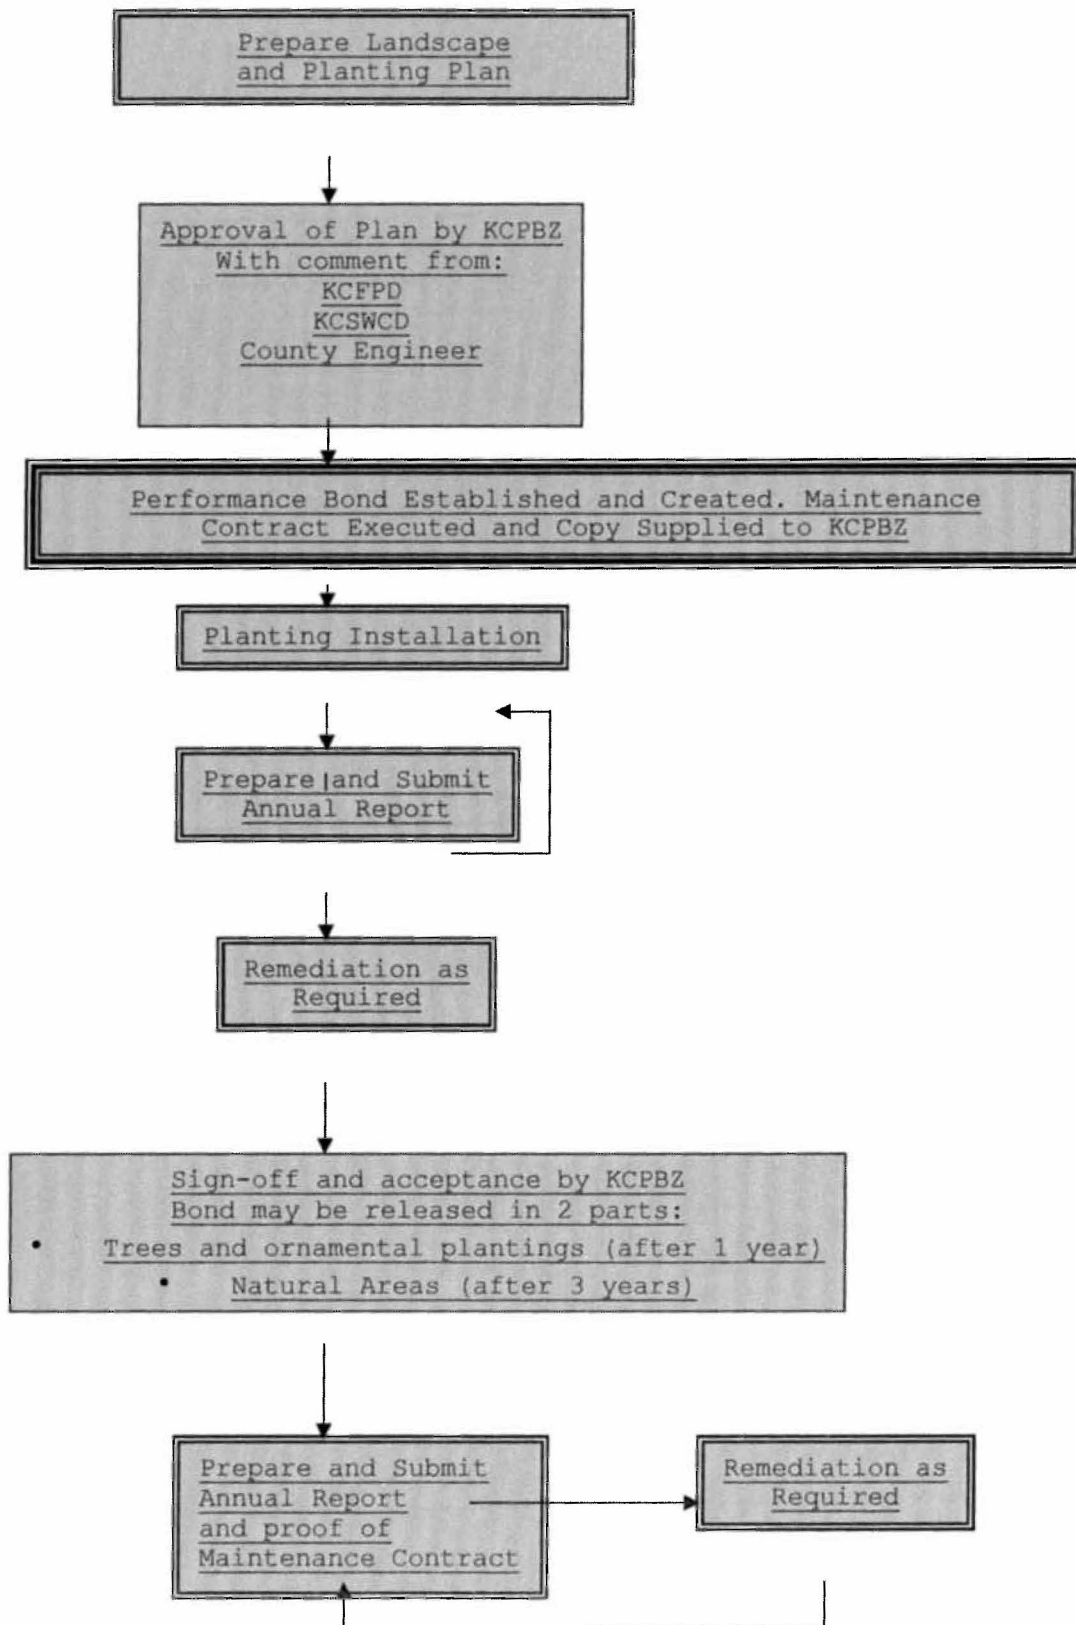 Prepare Landscape
and Planting Plan
Approval of Plan by KCPBZ
With comment from:
KCFPD
KCSWCD
County Engineer
Performance Bond Established and Created. Maintenance
Contract Executed and Copy Supplied to KCPBZ
Planting Installation
Prepare and Submit
Annual Report
Remediation as
Required
Sign-off and acceptance by KCPBZ
Bond may be released in 2 parts:
• Trees and ornamental plantings (after 1 year)
• Natural Areas (after 3 years)
Prepare and Submit
Annual Report
and proof of
Maintenance Contract
Remediation as
Required